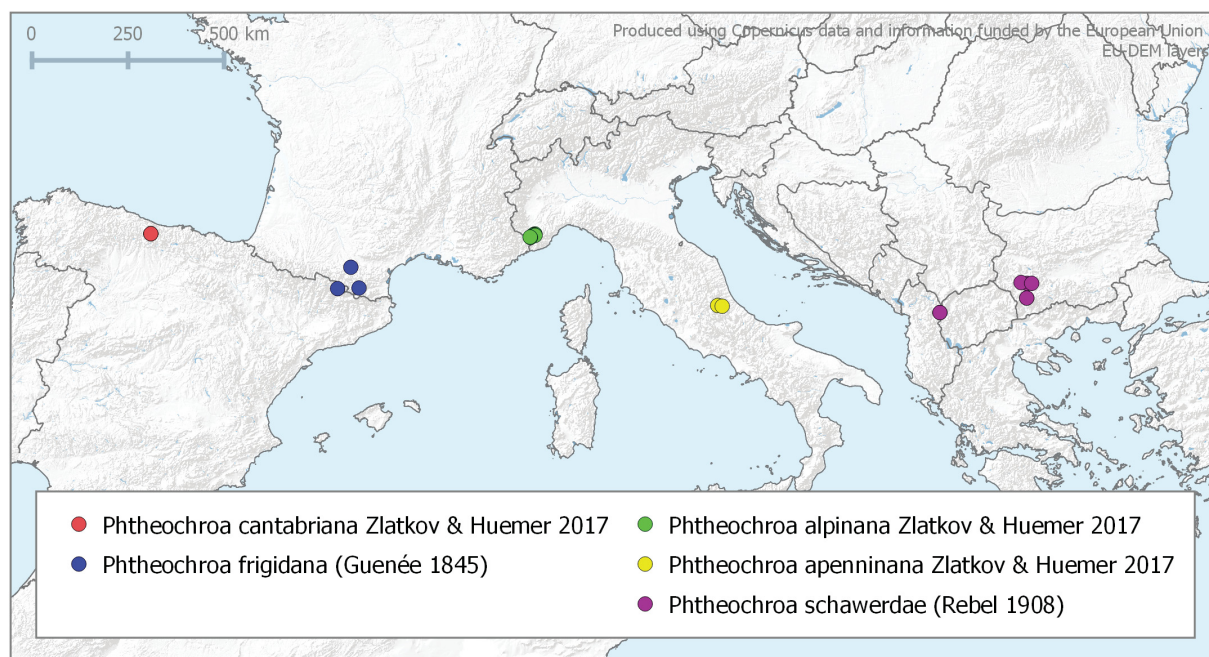 0 250 500 km
Produced using Copernicus data and information funded by the European Union
EU-DEM layers
Phtheochroa cantabriana Zlatkov & Huemer 2017
Phtheochroa frigidana (Guenée 1845)
Phtheochroa alpinana Zlatkov & Huemer 2017
Phtheochroa apenninana Zlatkov & Huemer 2017
Phtheochroa schawerdae (Rebel 1908)